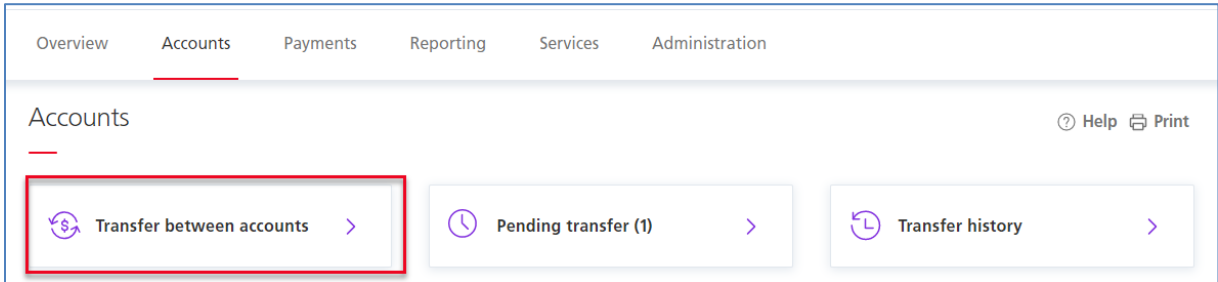 Overview Accounts Payments Reporting Services Administration
Accounts
Help Print
Transfer between accounts Pending transfer (1) Transfer history